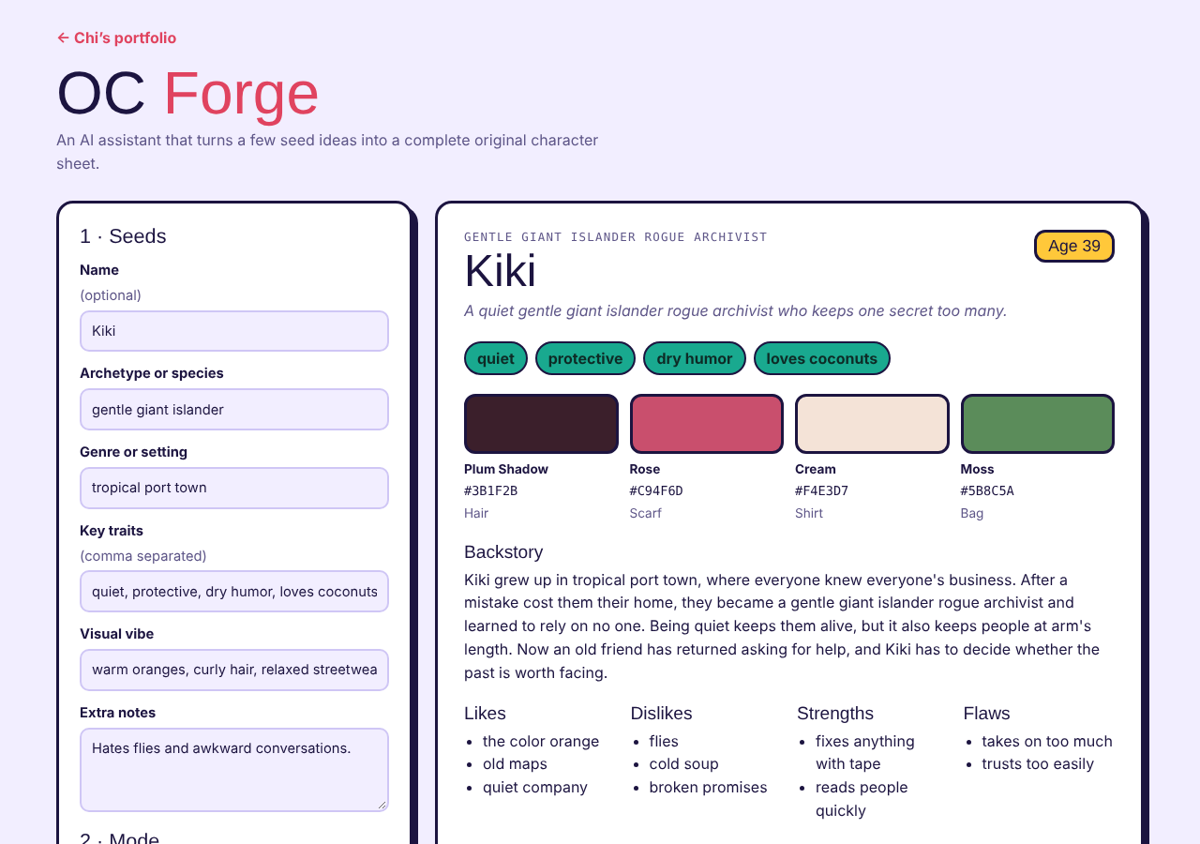 ← Chi's portfolio
OC Forge
An AI assistant that turns a few seed ideas into a complete original character
sheet.
1 · Seeds
Name
(optional)
Kiki
Archetype or species
gentle giant islander
Genre or setting
tropical port town
Key traits
(comma separated)
quiet, protective, dry humor, loves coconuts
Visual vibe
warm oranges, curly hair, relaxed streetwea
Extra notes
Hates flies and awkward conversations.
2 · Mode
GENTLE GIANT ISLANDER ROGUE ARCHIVIST
Kiki
Age 39
A quiet gentle giant islander rogue archivist who keeps one secret too many.
quiet protective dry humor loves coconuts
Plum Shadow
#3B1F2B
Hair
Rose
#C94F6D
Scarf
Cream
#F4E3D7
Shirt
Moss
#5B8C5A
Bag
Backstory
Kiki grew up in tropical port town, where everyone knew everyone's business. After a
mistake cost them their home, they became a gentle giant islander rogue archivist and
learned to rely on no one. Being quiet keeps them alive, but it also keeps people at arm's
length. Now an old friend has returned asking for help, and Kiki has to decide whether the
past is worth facing.
Likes
• the color orange
• old maps
• quiet company
Dislikes
• flies
• cold soup
• broken promises
Strengths
• fixes anything
with tape
• reads people
quickly
Flaws
• takes on too much
• trusts too easily